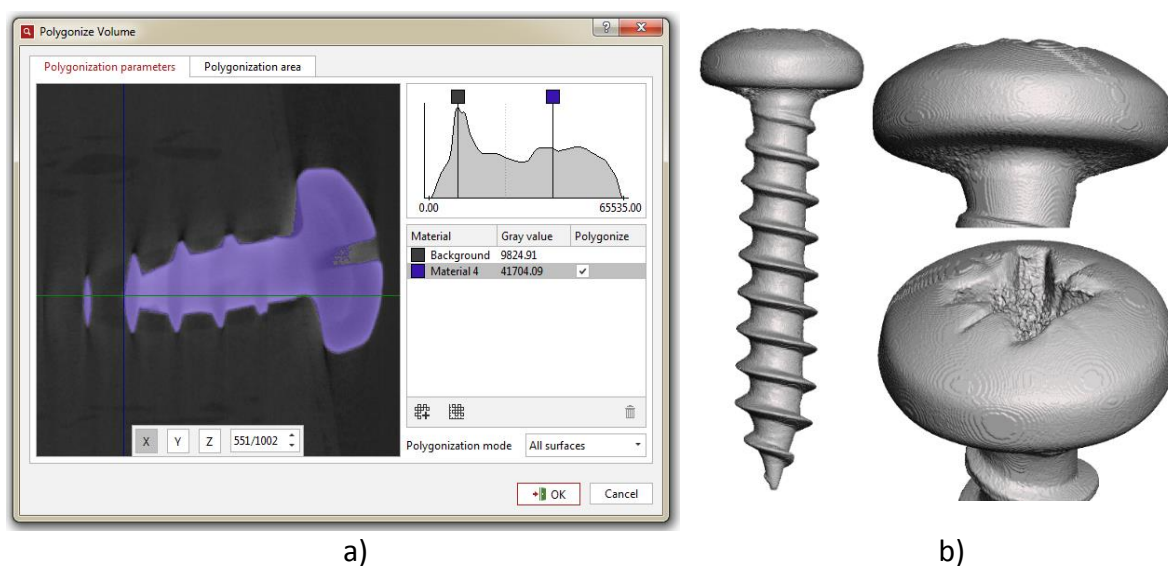 Polygonize Volume
Polygonization parameters Polygonization area
0.00 65535.00
Material Gray value Polygonize
Background 9824.91
Material 4 41704.09
X Y Z 551/1002
Polygonization mode All surfaces
OK Cancel
a) b)